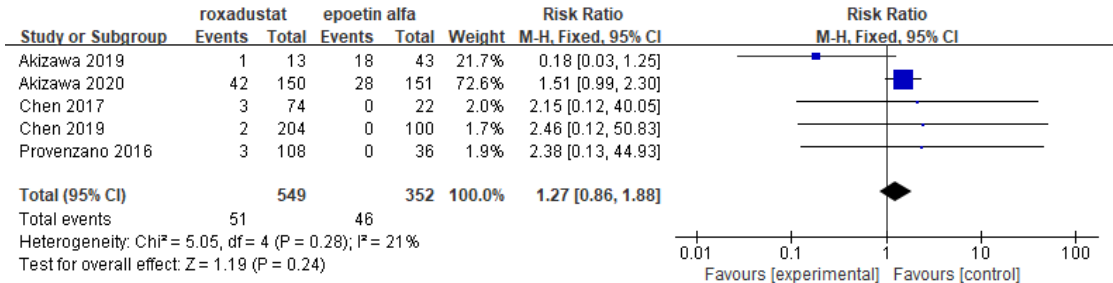 roxadustat epoetin alfa Risk Ratio Risk Ratio
Study or Subgroup Events Total Events Total Weight M-H, Fixed, 95% CI M-H, Fixed, 95% CI
Akizawa 2019 1 13 18 43 21.7% 0.18 [0.03, 1.25]
Akizawa 2020 42 150 28 151 72.6% 1.51 [0.99, 2.30]
Chen 2017 3 74 0 22 2.0% 2.15 [0.12, 40.05]
Chen 2019 2 204 0 100 1.7% 2.46 [0.12, 50.83]
Provenzano 2016 3 108 0 36 1.9% 2.38 [0.13, 44.93]
Total (95% CI) 549 352 100.0% 1.27 [0.86, 1.88]
Total events 51 46
Heterogeneity: Chi² = 5.05, df = 4 (P = 0.28); I² = 21%
Test for overall effect: Z = 1.19 (P = 0.24)
0.01 0.1 1 10 100
Favours [experimental] Favours [control]